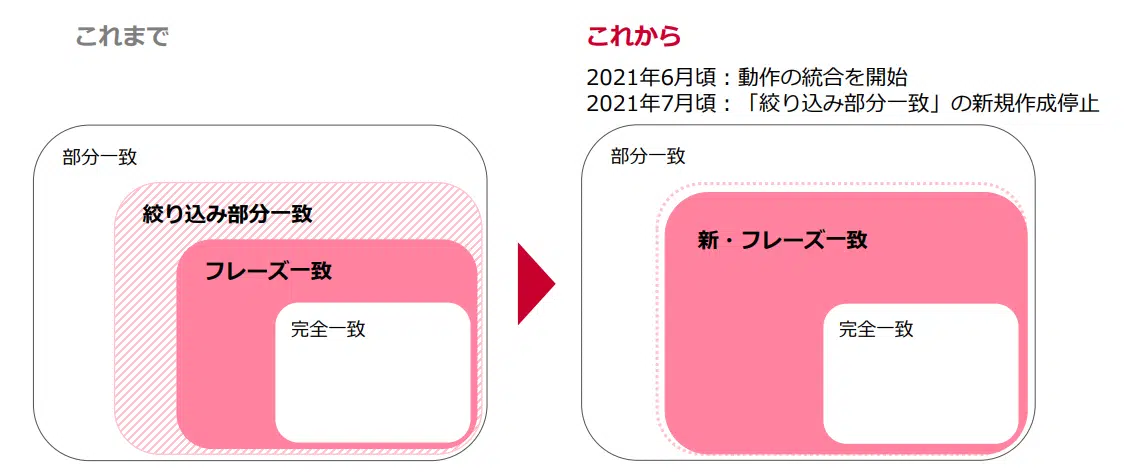 これまで
部分一致
絞り込み部分一致
フレーズ一致
完全一致
これから
2021年6月頃：動作の統合を開始
2021年7月頃：「絞り込み部分一致」の新規作成停止
部分一致
新・フレーズ一致
完全一致